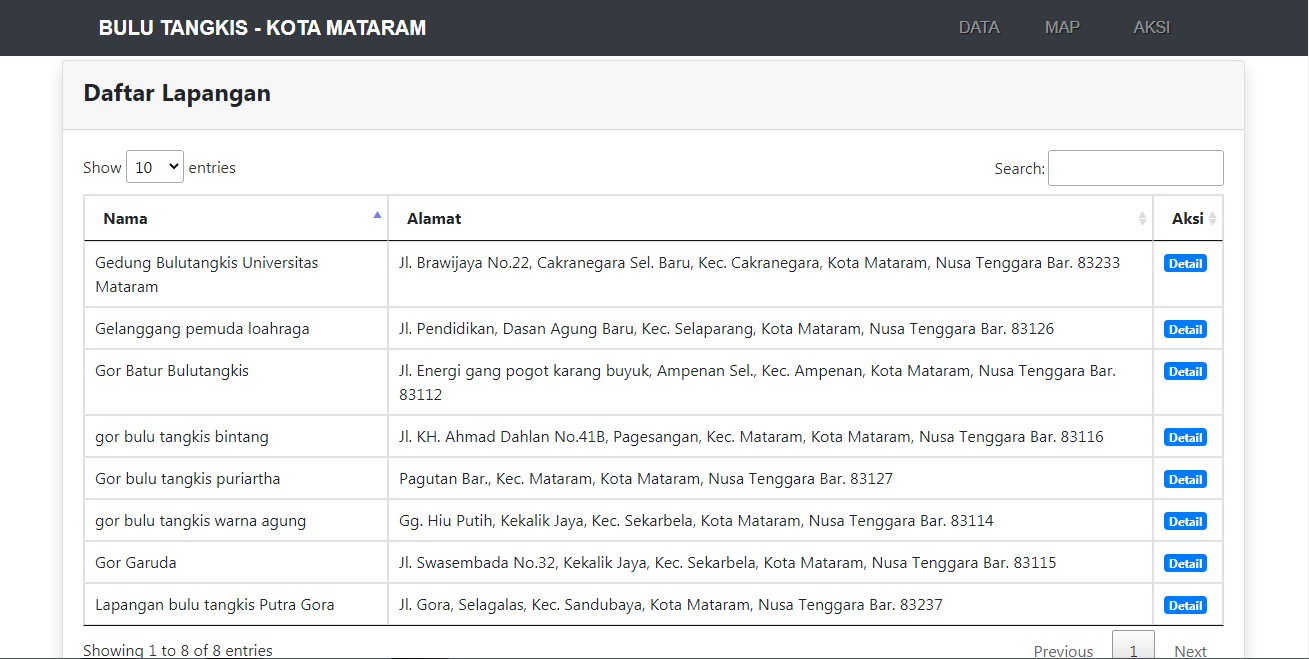 BULU TANGKIS - KOTA MATARAM DATA MAP AKSI
Daftar Lapangan
Show 10 entries Search:
Nama Alamat Aksi
Gedung Bulutangkis Universitas Jl. Brawijaya No.22, Cakranegara Sel. Baru, Kec. Cakranegara, Kota Mataram, Nusa Tenggara Bar. 83233 Detail
Mataram
Gelanggang pemuda loahraga Jl. Pendidikan, Dasan Agung Baru, Kec. Selaparang, Kota Mataram, Nusa Tenggara Bar. 83126 Detail
Gor Batur Bulutangkis Jl. Energi gang pogot karang buyuk, Ampenan Sel., Kec. Ampenan, Kota Mataram, Nusa Tenggara Bar. Detail
83112
gor bulu tangkis bintang Jl. KH. Ahmad Dahlan No.41B, Pagesangan, Kec. Mataram, Kota Mataram, Nusa Tenggara Bar. 83116 Detail
Gor bulu tangkis puriartha Pagutan Bar., Kec. Mataram, Kota Mataram, Nusa Tenggara Bar. 83127 Detail
gor bulu tangkis warna agung Gg. Hiu Putih, Kekalik Jaya, Kec. Sekarbela, Kota Mataram, Nusa Tenggara Bar. 83114 Detail
Gor Garuda Jl. Swasembada No.32, Kekalik Jaya, Kec. Sekarbela, Kota Mataram, Nusa Tenggara Bar. 83115 Detail
Lapangan bulu tangkis Putra Gora Jl. Gora, Selagalas, Kec. Sandubaya, Kota Mataram, Nusa Tenggara Bar. 83237 Detail
Showing 1 to 8 of 8 entries Previous 1 Next